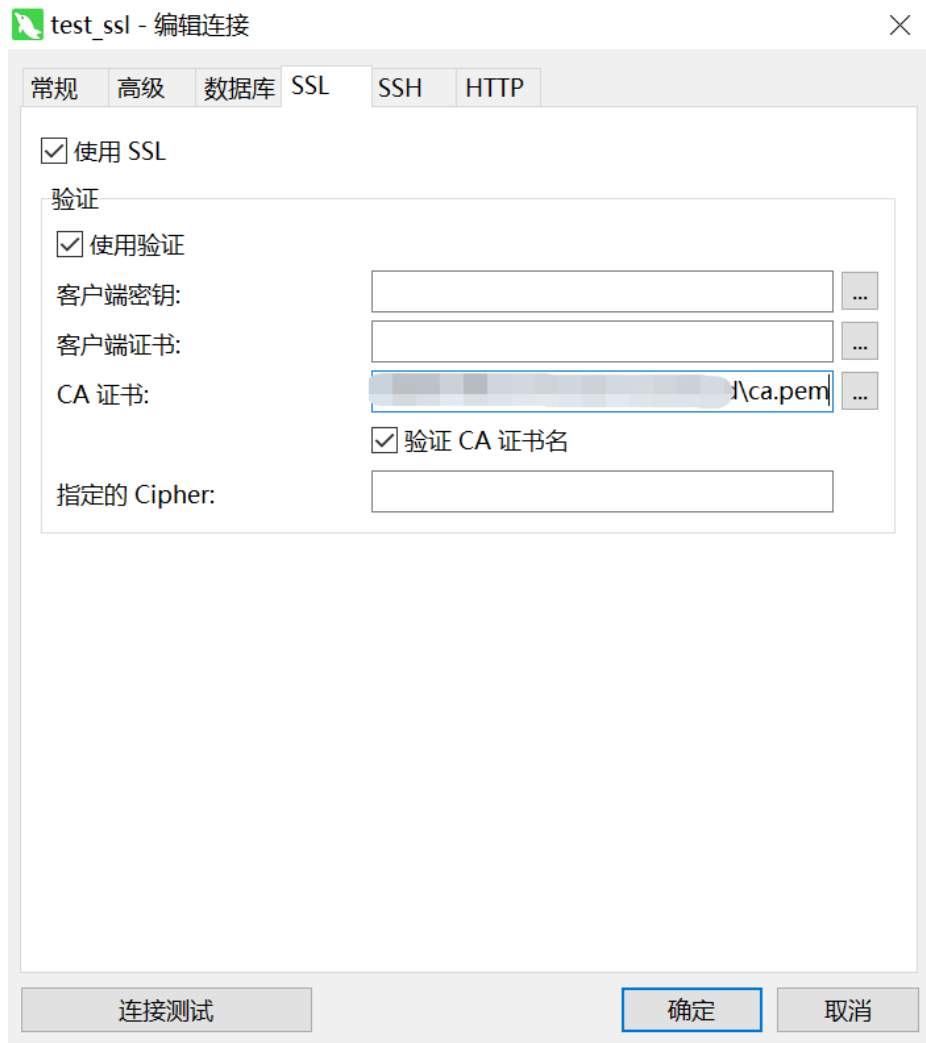 test_ssl - 编辑连接
常规 高级 数据库 SSL SSH HTTP
使用 SSL
验证
使用验证
客户端密钥: ...
客户端证书: ...
CA 证书: \ca.pem ...
验证 CA 证书名
指定的 Cipher:
连接测试 确定 取消